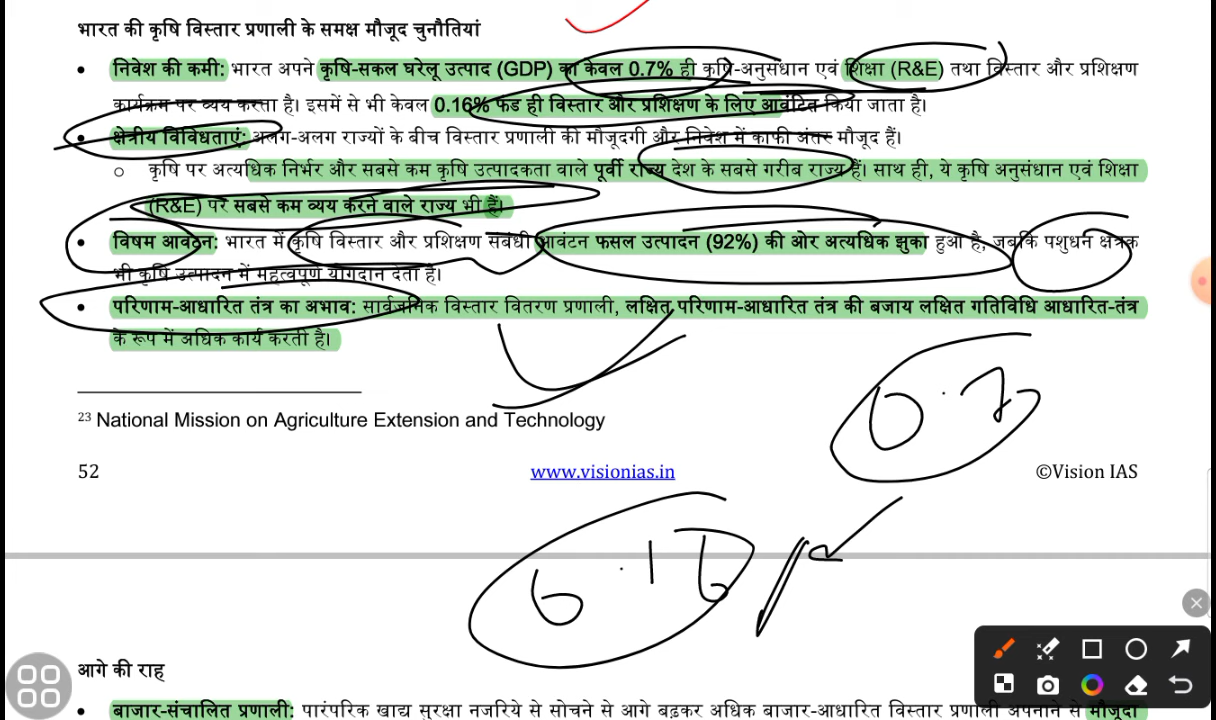 भारत की कृषि विस्तार प्रणाली के समक्ष मौजूद चुनौतियां
• निवेश की कमी: भारत अपने कृषि-सकल घरेलू उत्पाद (GDP) का केवल 0.7% ही कृषि-अनुसंधान एवं शिक्षा (R&E) तथा विस्तार और प्रशिक्षण
कार्यक्रम पर व्यय करता है। इसमें से भी केवल 0.16% फंड ही विस्तार और प्रशिक्षण के लिए आवंटित किया जाता है।
• क्षेत्रीय विविधताएं: अलग-अलग राज्यों के बीच विस्तार प्रणाली की मौजूदगी और निवेश में काफी अंतर मौजूद हैं।
o कृषि पर अत्यधिक निर्भर और सबसे कम कृषि उत्पादकता वाले पूर्वी राज्य देश के सबसे गरीब राज्य हैं। साथ ही, ये कृषि अनुसंधान एवं शिक्षा
(R&E) पर सबसे कम व्यय करने वाले राज्य भी हैं।
• विषम आवंटन: भारत में कृषि विस्तार और प्रशिक्षण संबंधी आवंटन फसल उत्पादन (92%) की ओर अत्यधिक झुका हुआ है, जबकि पशुधन क्षेत्रक
भी कृषि उत्पादन में महत्वपूर्ण योगदान देता है।
• परिणाम-आधारित तंत्र का अभाव: सार्वजनिक विस्तार वितरण प्रणाली, लक्षित परिणाम-आधारित तंत्र की बजाय लक्षित गतिविधि आधारित-तंत्र
के रूप में अधिक कार्य करती है।
0.7
23 National Mission on Agriculture Extension and Technology
52 www.visionias.in ©Vision IAS
0.16
आगे की राह
• बाजार-संचालित प्रणाली: पारंपरिक खाद्य सुरक्षा नजरिये से सोचने से आगे बढ़कर अधिक बाजार-आधारित विस्तार प्रणाली अपनाने से मौजूदा